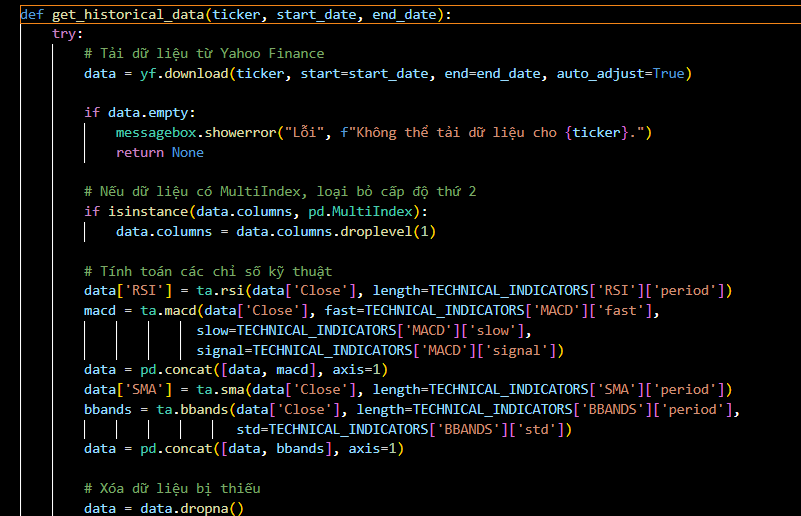 def get_historical_data(ticker, start_date, end_date):
    try:
        # Tải dữ liệu từ Yahoo Finance
        data = yf.download(ticker, start=start_date, end=end_date, auto_adjust=True)

        if data.empty:
            messagebox.showerror("Lỗi", f"Không thể tải dữ liệu cho {ticker}.")
            return None

        # Nếu dữ liệu có MultiIndex, loại bỏ cấp độ thứ 2
        if isinstance(data.columns, pd.MultiIndex):
            data.columns = data.columns.droplevel(1)

        # Tính toán các chỉ số kỹ thuật
        data['RSI'] = ta.rsi(data['Close'], length=TECHNICAL_INDICATORS['RSI']['period'])
        macd = ta.macd(data['Close'], fast=TECHNICAL_INDICATORS['MACD']['fast'],
                      slow=TECHNICAL_INDICATORS['MACD']['slow'],
                      signal=TECHNICAL_INDICATORS['MACD']['signal'])
        data = pd.concat([data, macd], axis=1)
        data['SMA'] = ta.sma(data['Close'], length=TECHNICAL_INDICATORS['SMA']['period'])
        bbands = ta.bbands(data['Close'], length=TECHNICAL_INDICATORS['BBANDS']['period'],
                           std=TECHNICAL_INDICATORS['BBANDS']['std'])
        data = pd.concat([data, bbands], axis=1)

        # Xóa dữ liệu bị thiếu
        data = data.dropna()